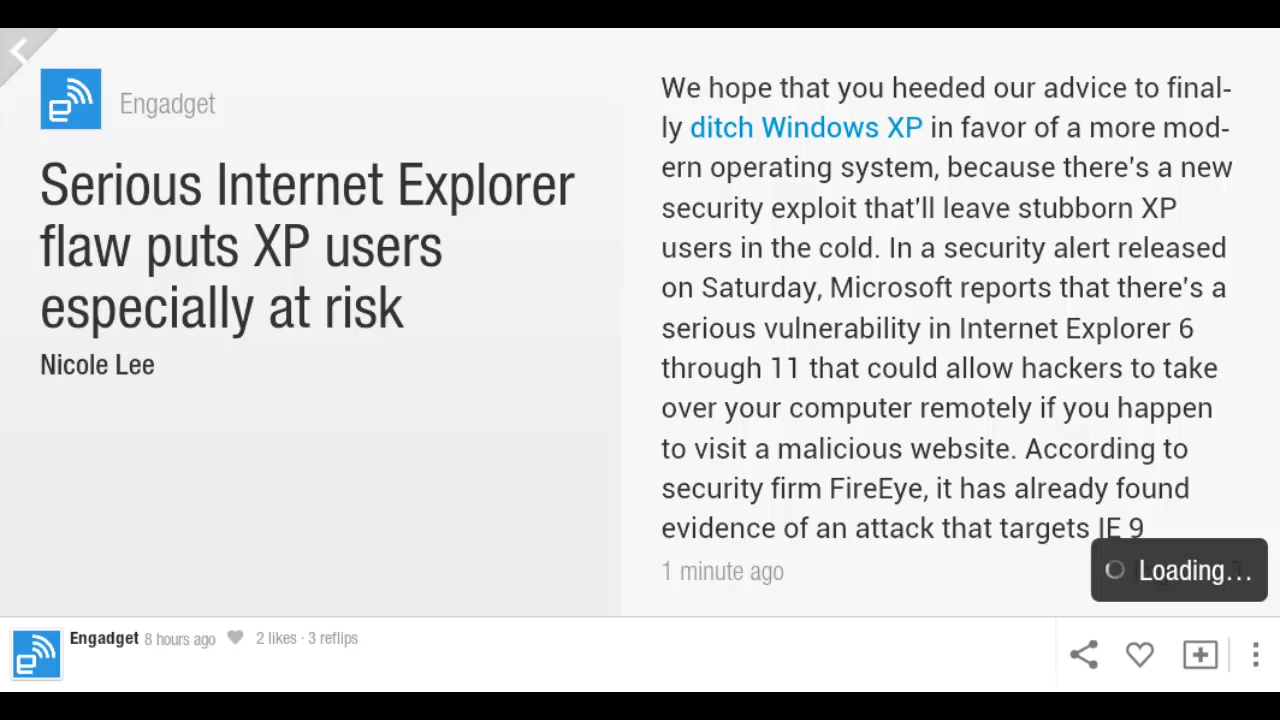 Engadget
Serious Internet Explorer
flaw puts XP users
especially at risk
Nicole Lee
We hope that you heeded our advice to final-
ly ditch Windows XP in favor of a more mod-
ern operating system, because there's a new
security exploit that'll leave stubborn XP
users in the cold. In a security alert released
on Saturday, Microsoft reports that there's a
serious vulnerability in Internet Explorer 6
through 11 that could allow hackers to take
over your computer remotely if you happen
to visit a malicious website. According to
security firm FireEye, it has already found
evidence of an attack that targets IE 9
1 minute ago
Loading...
Engadget 8 hours ago 2 likes · 3 reflips